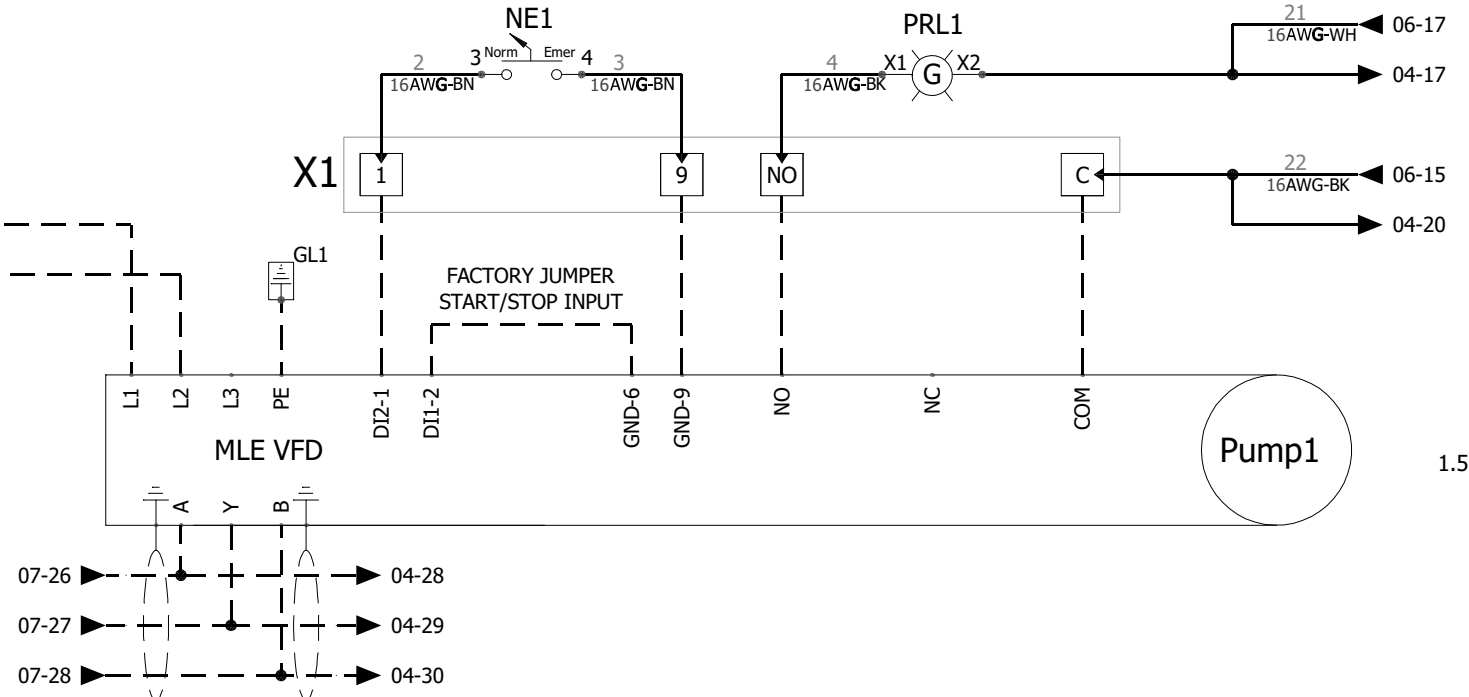 NE1
PRL1
21
16AWG-WH
06-17
2
3
Norm
Emer
4
3
4
X1
G
X2
16AWG-BN
16AWG-BN
16AWG-BK
04-17
X1
1
9
NO
C
22
16AWG-BK
06-15
04-20
GL1
FACTORY JUMPER
START/STOP INPUT
L1
L2
L3
PE
DI2-1
DI1-2
GND-6
GND-9
NO
NC
COM
MLE VFD
Pump1
1.5
A
Y
B
07-26
04-28
07-27
04-29
07-28
04-30